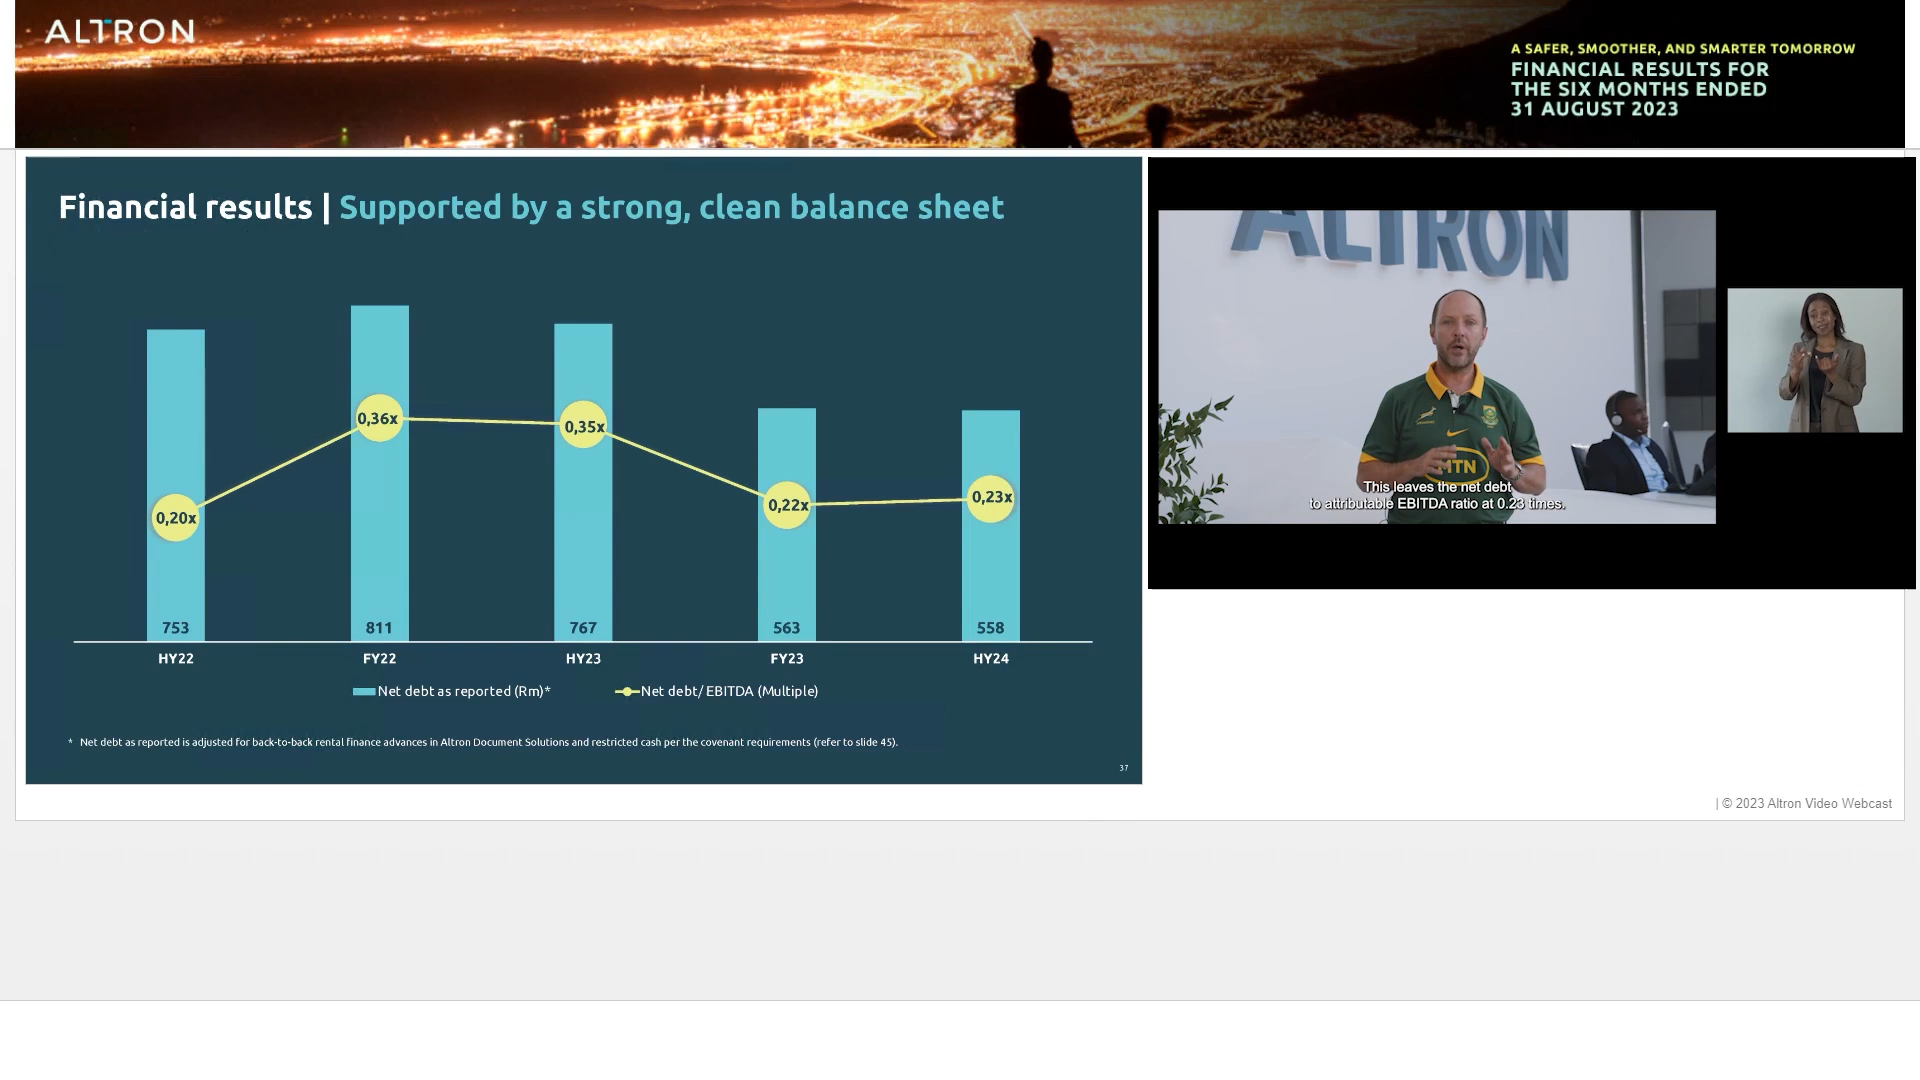 ALTRON
A SAFER, SMOOTHER, AND SMARTER TOMORROW
FINANCIAL RESULTS FOR
THE SIX MONTHS ENDED
31 AUGUST 2023
Financial results | Supported by a strong, clean balance sheet
0,20x
0,36x
0,35x
0,22x
0,23x
753
811
767
563
558
HY22
FY22
HY23
FY23
HY24
Net debt as reported (Rm)*
Net debt/ EBITDA (Multiple)
* Net debt as reported is adjusted for back-to-back rental finance advances in Altron Document Solutions and restricted cash per the covenant requirements (refer to slide 45).
37
ALTRON
MTN
This leaves the net debt
to attributable EBITDA ratio at 0.23 times.
| © 2023 Altron Video Webcast